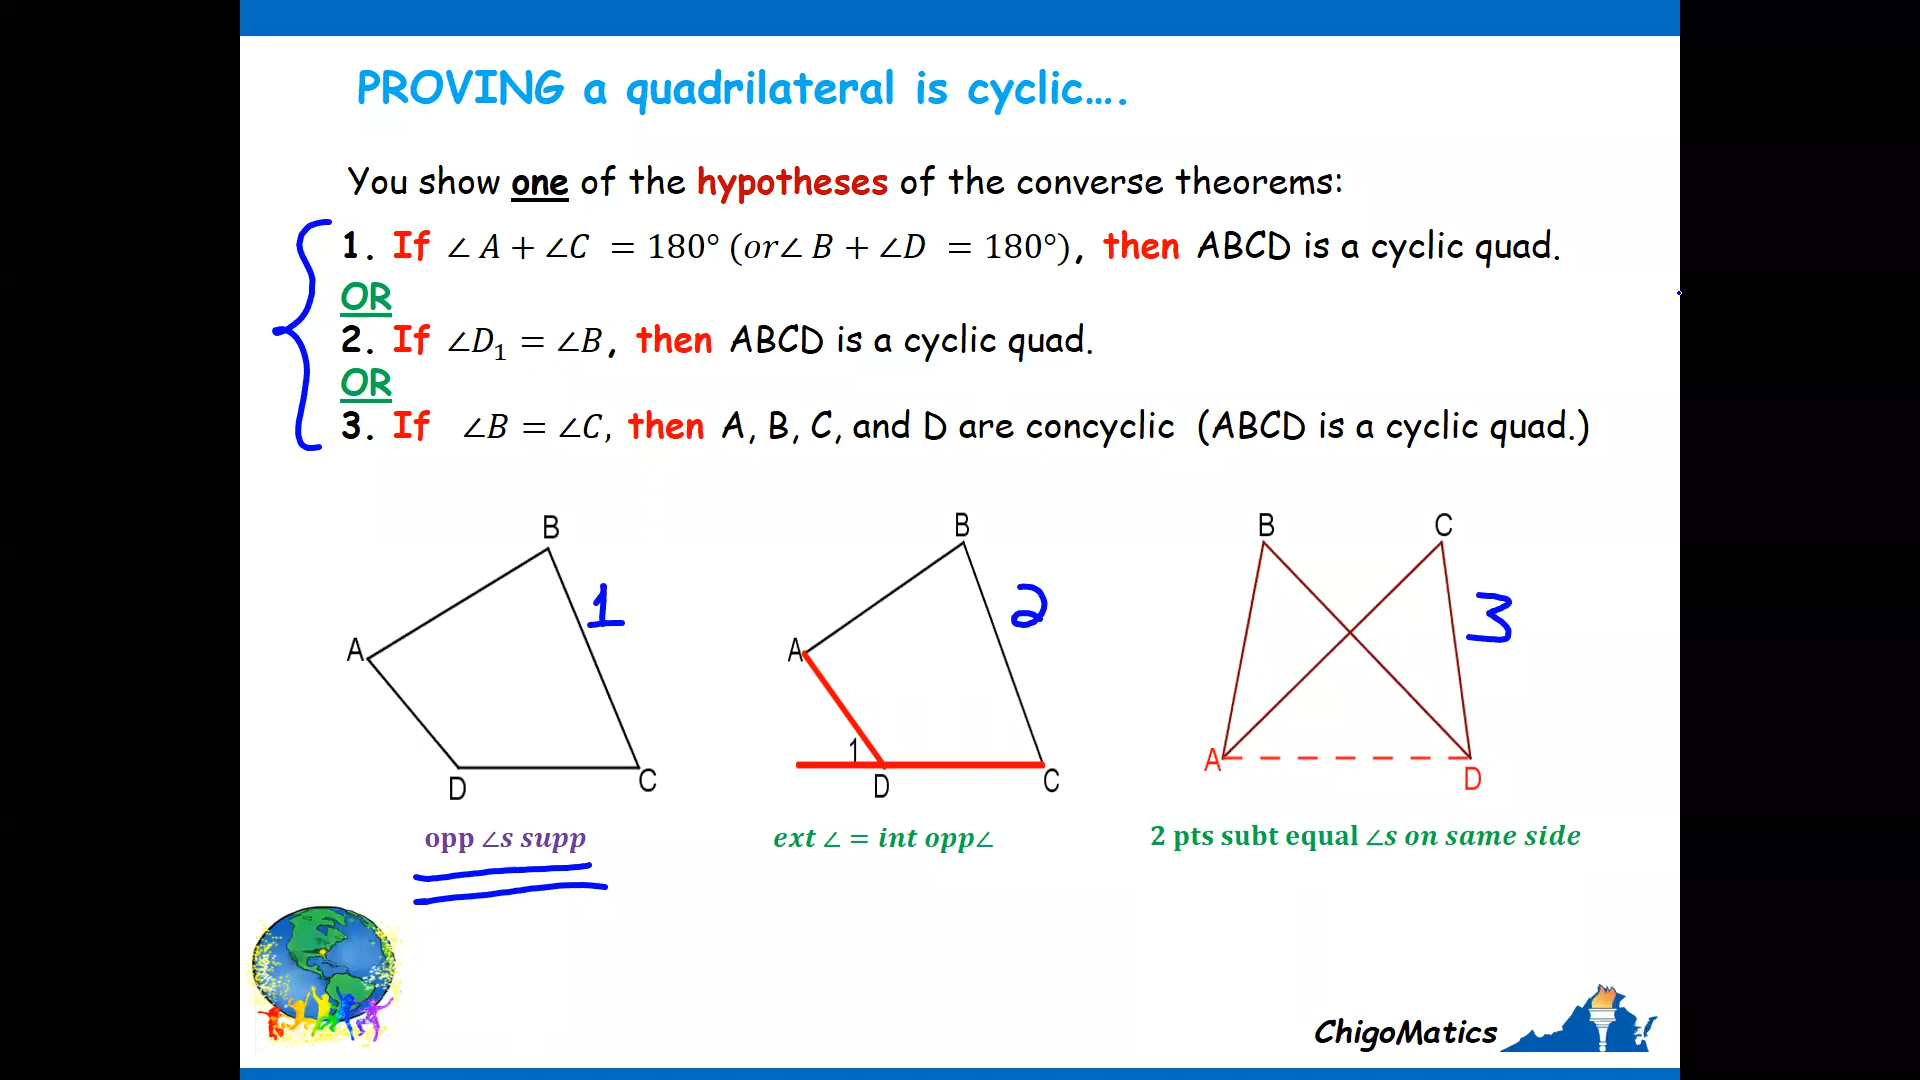 PROVING a quadrilateral is cyclic….
You show one of the hypotheses of the converse theorems:
1. If ∠ A + ∠C = 180° (or∠ B + ∠D = 180°), then ABCD is a cyclic quad.
OR
2. If ∠D₁ = ∠B, then ABCD is a cyclic quad.
OR
3. If ∠B = ∠C, then A, B, C, and D are concyclic (ABCD is a cyclic quad.)
B
A
D
C
1
opp ∠s supp
B
A
1
D
C
2
ext ∠ = int opp∠
B
C
A
D
3
2 pts subt equal ∠s on same side
ChigoMatics